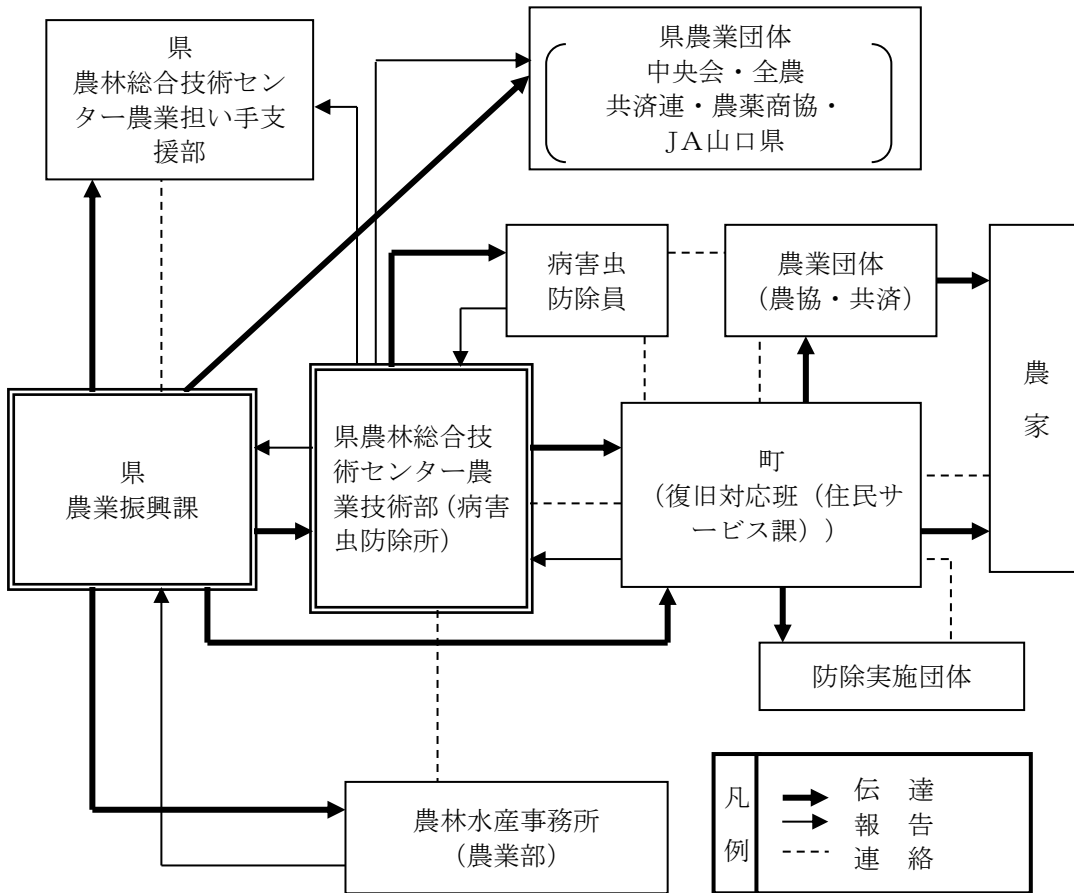 県
農林総合技術セン
ター農業担い手支
援部
県農業団体
中央会・全農
共済連・農薬商協・
ＪＡ山口県
病害虫
防除員
農業団体
（農協・共済）
農
家
県
農業振興課
県農林総合技
術センター農
業技術部（病害
虫防除所）
町
（復旧対応班（住民サ
ービス課））
防除実施団体
農林水産事務所
（農業部）
凡
例
伝　達
報　告
連　絡